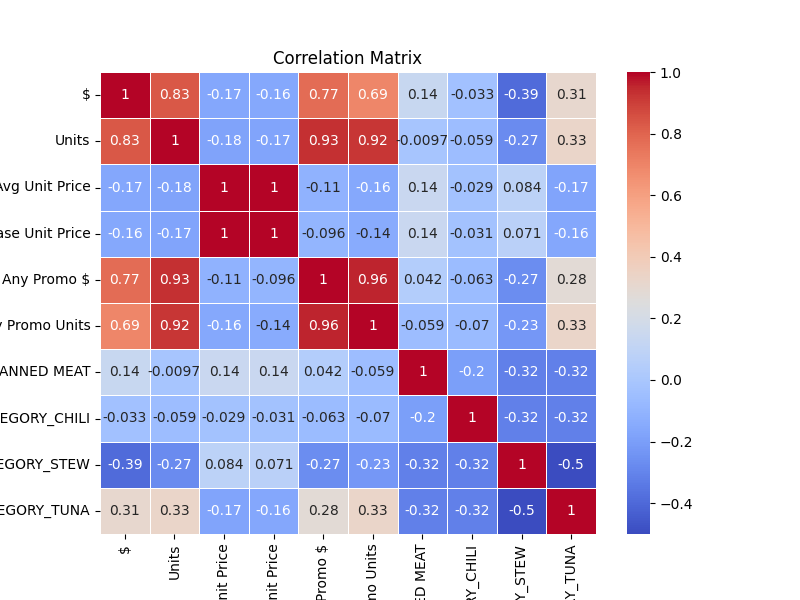 Correlation Matrix
$ 1 0.83 -0.17 -0.16 0.77 0.69 0.14 -0.033 -0.39 0.31
Units 0.83 1 -0.18 -0.17 0.93 0.92 -0.0097 -0.059 -0.27 0.33
Avg Unit Price -0.17 -0.18 1 1 -0.11 -0.16 0.14 -0.029 0.084 -0.17
ase Unit Price -0.16 -0.17 1 1 -0.096 -0.14 0.14 -0.031 0.071 -0.16
Any Promo $ 0.77 0.93 -0.11 -0.096 1 0.96 0.042 -0.063 -0.27 0.28
y Promo Units 0.69 0.92 -0.16 -0.14 0.96 1 -0.059 -0.07 -0.23 0.33
ANNED MEAT 0.14 -0.0097 0.14 0.14 0.042 -0.059 1 -0.2 -0.32 -0.32
EGORY_CHILI -0.033 -0.059 -0.029 -0.031 -0.063 -0.07 -0.2 1 -0.32 -0.32
EGORY_STEW -0.39 -0.27 0.084 0.071 -0.27 -0.23 -0.32 -0.32 1 -0.5
EGORY_TUNA 0.31 0.33 -0.17 -0.16 0.28 0.33 -0.32 -0.32 -0.5 1
$
Units
nit Price
nit Price
Promo $
mo Units
ED MEAT
RY_CHILI
Y_STEW
Y_TUNA
1.0
0.8
0.6
0.4
0.2
0.0
−0.2
−0.4